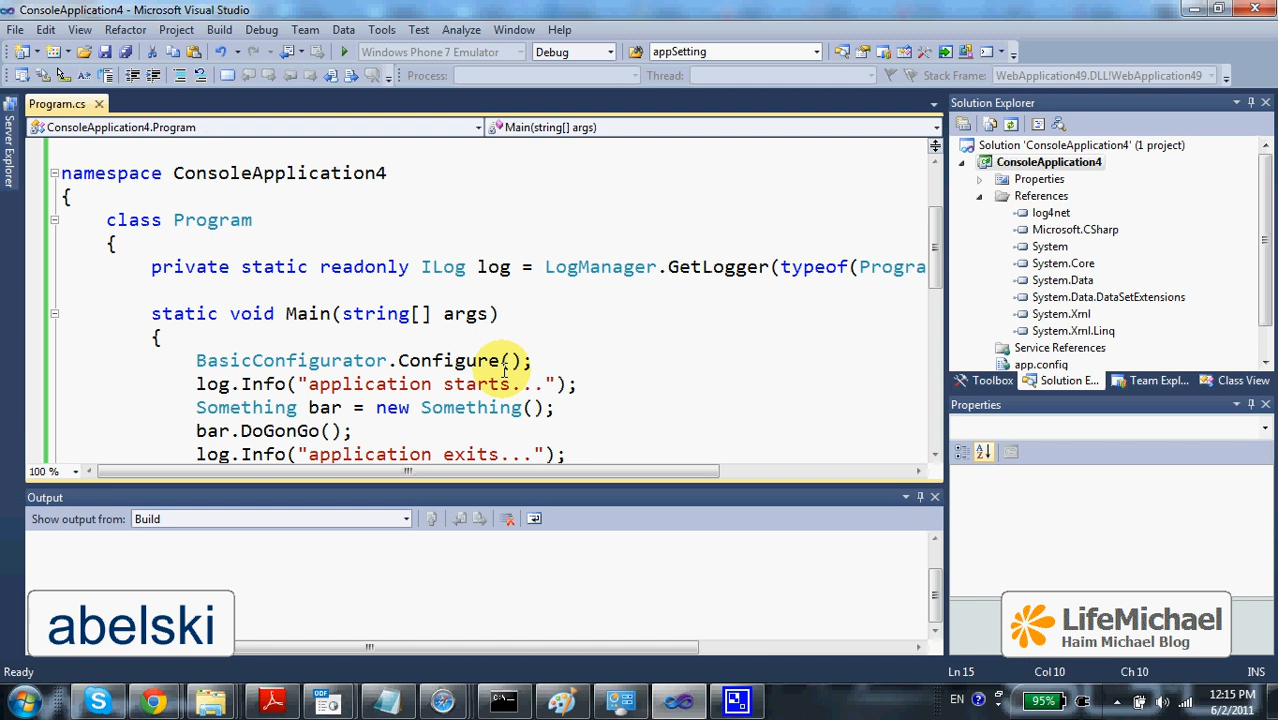 ConsoleApplication4 - Microsoft Visual Studio
File Edit View Refactor Project Build Debug Team Data Tools Test Analyze Window Help
Windows Phone 7 Emulator Debug appSetting
Process: Thread: Stack Frame: WebApplication49.DLL!WebApplication49
Server Explorer
Program.cs
ConsoleApplication4.Program Main(string[] args)
namespace ConsoleApplication4
{
class Program
{
private static readonly ILog log = LogManager.GetLogger(typeof(Progra
static void Main(string[] args)
{
BasicConfigurator.Configure();
log.Info("application starts...");
Something bar = new Something();
bar.DoGonGo();
log.Info("application exits...");
100 %
Solution Explorer
Solution 'ConsoleApplication4' (1 project)
ConsoleApplication4
Properties
References
log4net
Microsoft.CSharp
System
System.Core
System.Data
System.Data.DataSetExtensions
System.Xml
System.Xml.Linq
Service References
app.config
Toolbox Solution E... Team Expl... Class View
Properties
Output
Show output from: Build
abelski
LifeMichael
Haim Michael Blog
Ready Ln 15 Col 10 Ch 10 INS
EN 95% 12:15 PM
6/2/2011